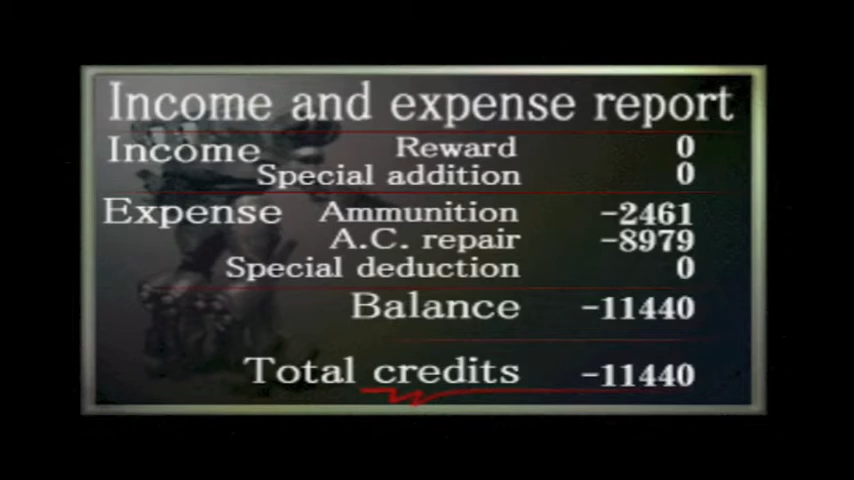 Income and expense report
Income Reward 0
Special addition 0
Expense Ammunition -2461
A.C. repair -8979
Special deduction 0
Balance -11440
Total credits -11440